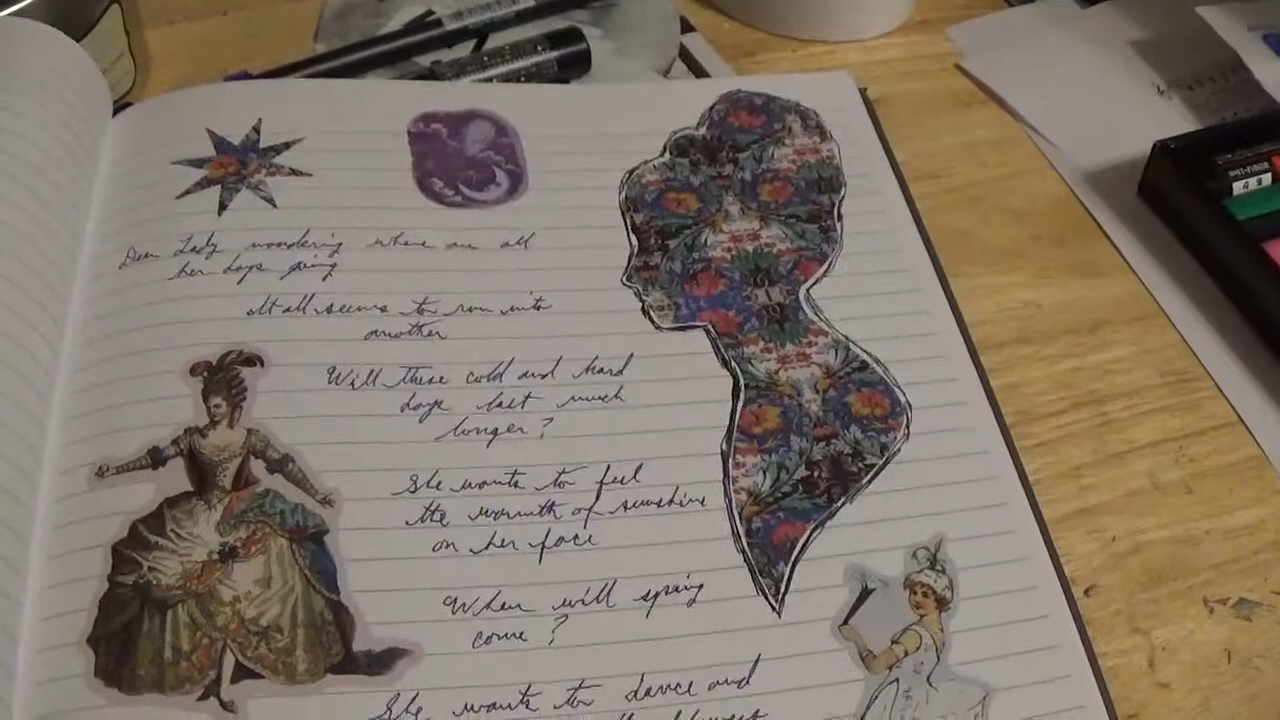 Dear Lady wondering where are all
her days going
It all seems to run into
another
Will these cold and hard
days last much
longer?
She wants to feel
the warmth of sunshine
on her face
When will spring
come?
She wants to dance and